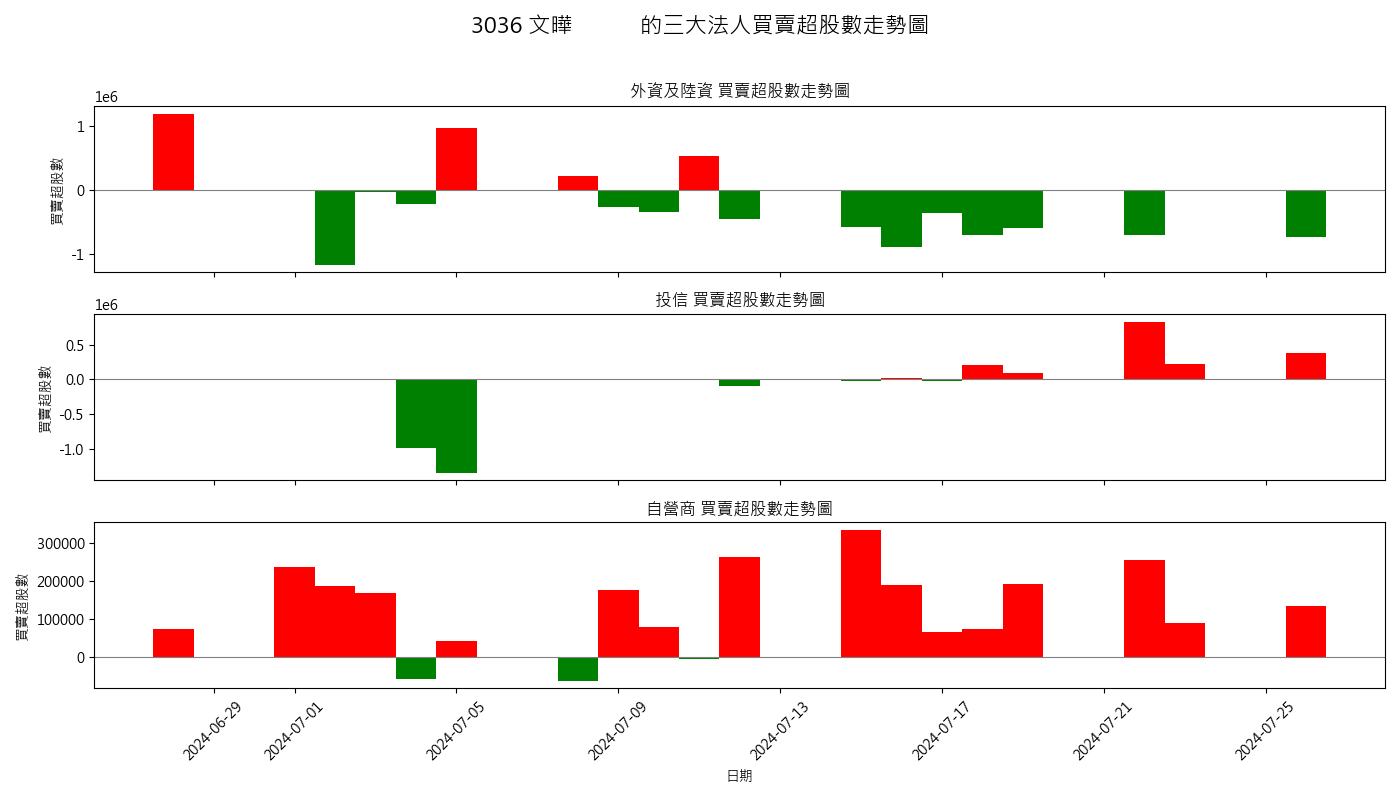 3036 文曄 的三大法人買賣超股數走勢圖
外資及陸資 買賣超股數走勢圖
1e6
1
0
-1
買賣超股數
投信 買賣超股數走勢圖
1e6
0.5
0.0
-0.5
-1.0
買賣超股數
自營商 買賣超股數走勢圖
300000
200000
100000
0
買賣超股數
2024-06-29
2024-07-01
2024-07-05
2024-07-09
2024-07-13
2024-07-17
2024-07-21
2024-07-25
日期